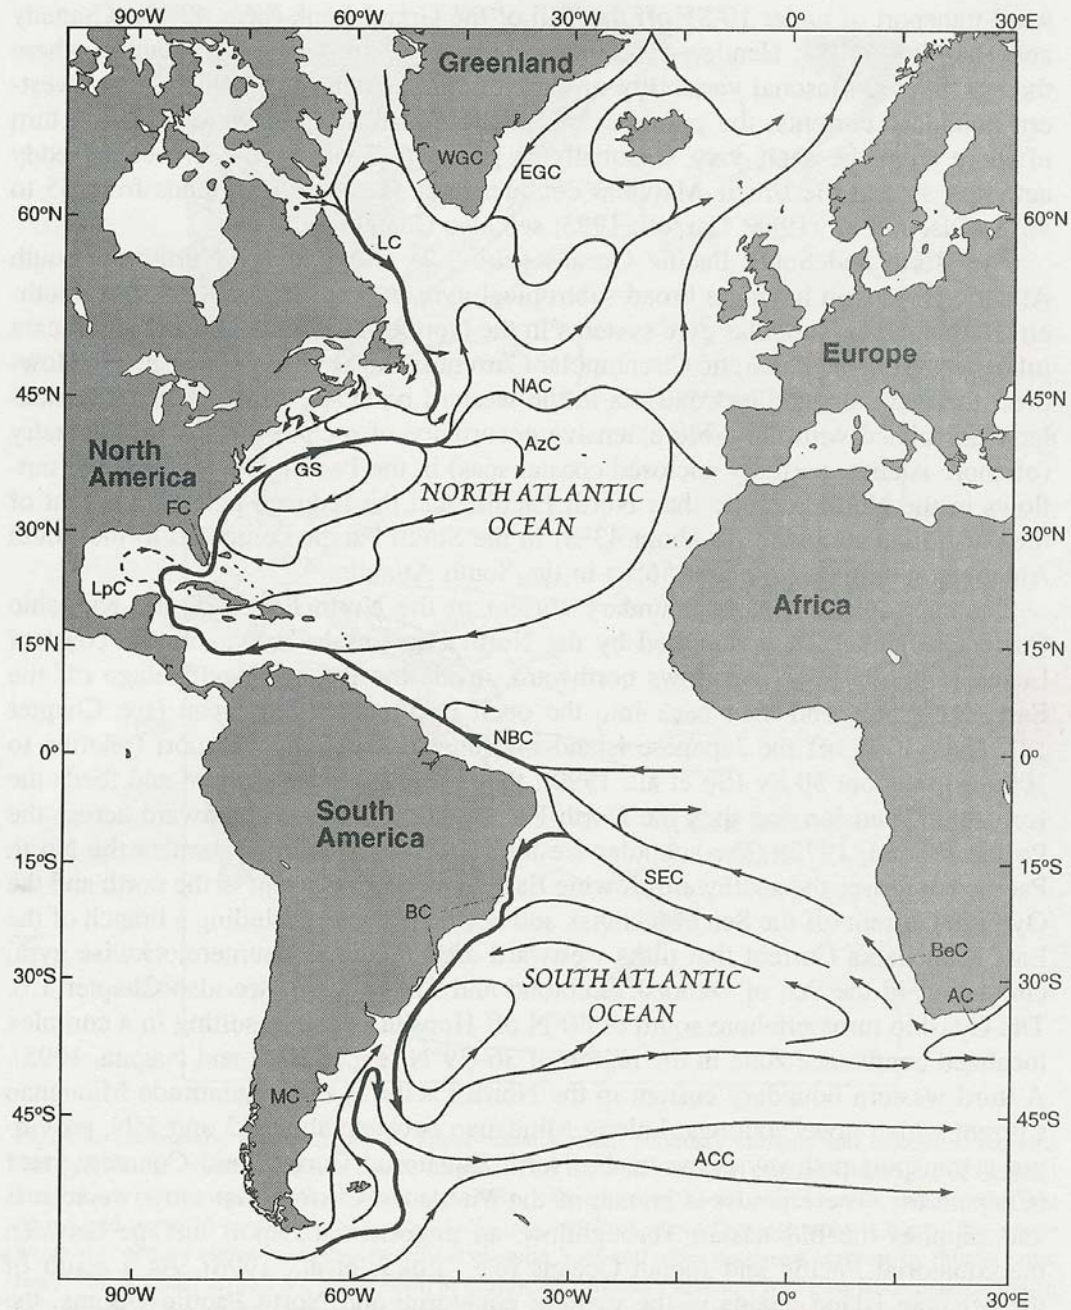 90°W 60°W 30°W 0° 30°E
Greenland
WGC
EGC
60°N 60°N
LC
Europe
NAC
45°N 45°N
North
America
AzC
GS
NORTH ATLANTIC
OCEAN
FC
30°N 30°N
LpC
Africa
15°N 15°N
NBC
0° 0°
South
America
15°S 15°S
SEC
BC
BeC
SOUTH ATLANTIC
OCEAN
30°S 30°S
AC
MC
45°S 45°S
ACC
90°W 60°W 30°W 0° 30°E